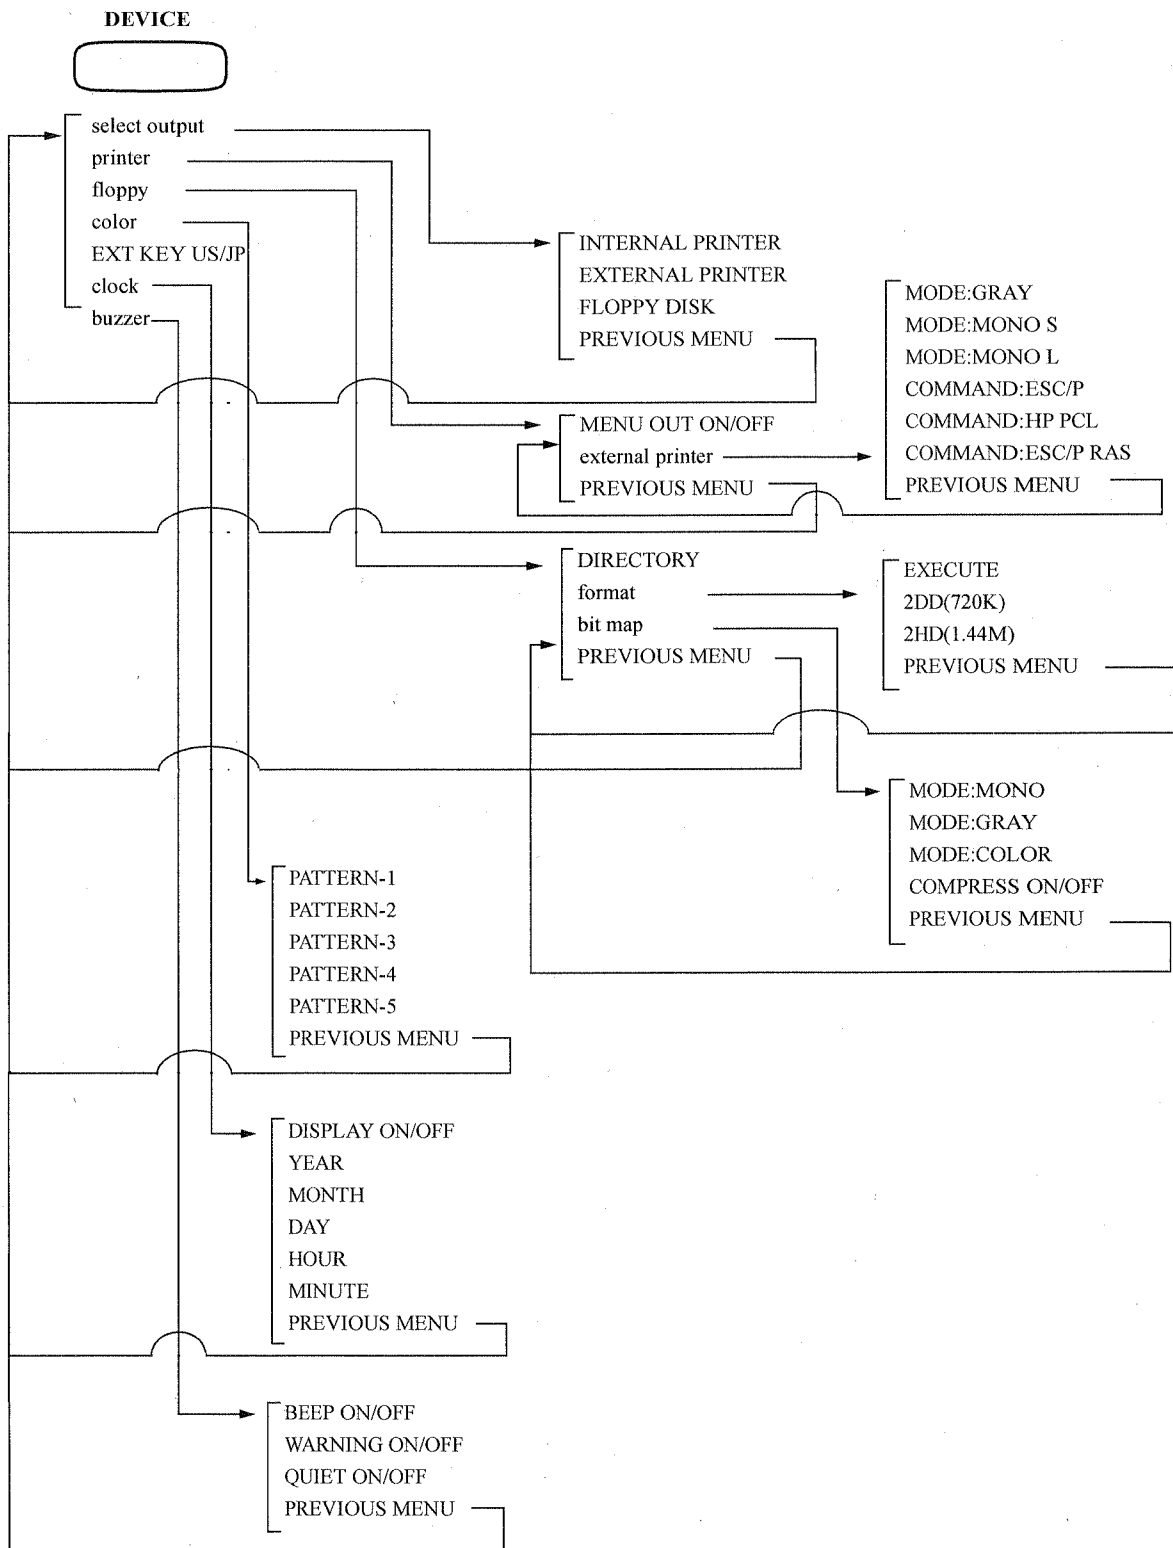 DEVICE
select output
printer
floppy
color
EXT KEY US/JP
clock
buzzer
INTERNAL PRINTER
EXTERNAL PRINTER
FLOPPY DISK
PREVIOUS MENU
MODE:GRAY
MODE:MONO S
MODE:MONO L
COMMAND:ESC/P
COMMAND:HP PCL
COMMAND:ESC/P RAS
PREVIOUS MENU
MENU OUT ON/OFF
external printer
PREVIOUS MENU
DIRECTORY
format
bit map
PREVIOUS MENU
EXECUTE
2DD(720K)
2HD(1.44M)
PREVIOUS MENU
MODE:MONO
MODE:GRAY
MODE:COLOR
COMPRESS ON/OFF
PREVIOUS MENU
PATTERN-1
PATTERN-2
PATTERN-3
PATTERN-4
PATTERN-5
PREVIOUS MENU
DISPLAY ON/OFF
YEAR
MONTH
DAY
HOUR
MINUTE
PREVIOUS MENU
BEEP ON/OFF
WARNING ON/OFF
QUIET ON/OFF
PREVIOUS MENU